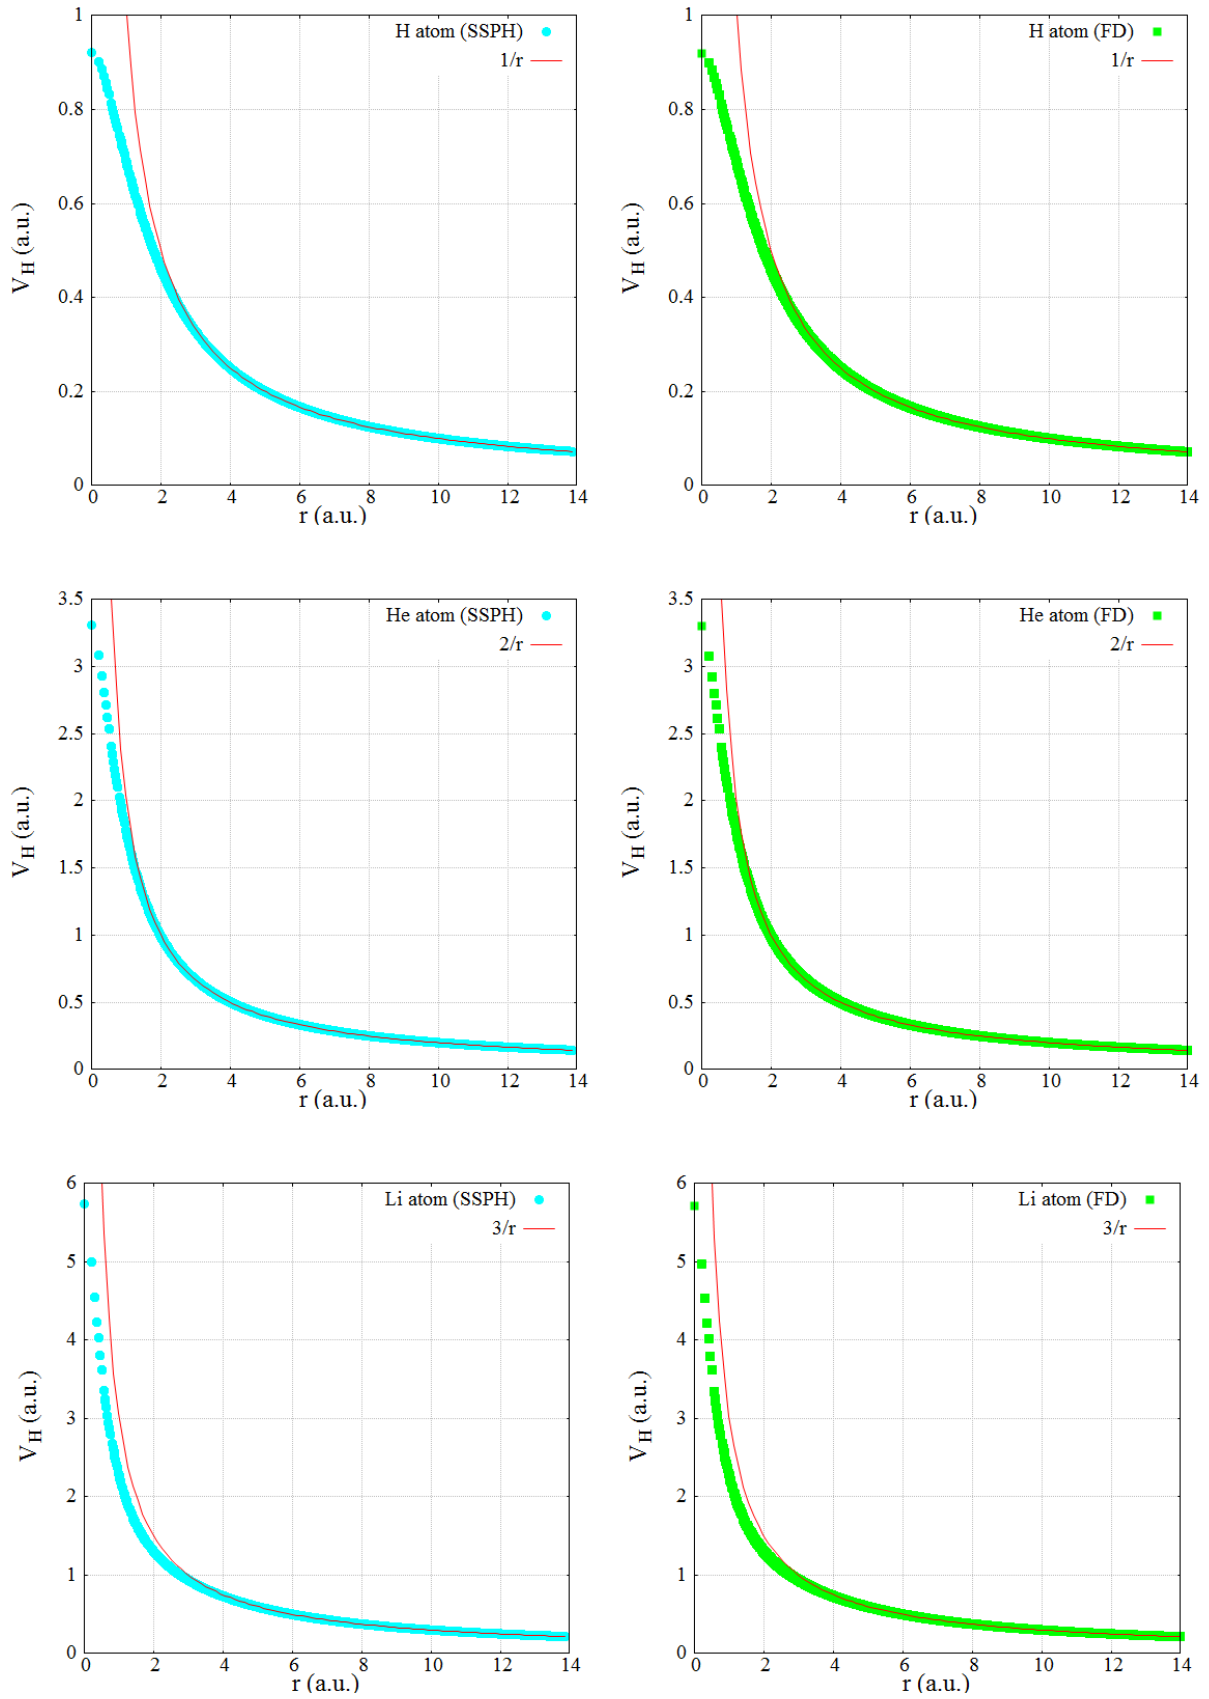 H atom (SSPH)
1/r
1
0.8
0.6
0.4
0.2
0
0 2 4 6 8 10 12 14
V_H (a.u.)
r (a.u.)
H atom (FD)
1/r
1
0.8
0.6
0.4
0.2
0
0 2 4 6 8 10 12 14
V_H (a.u.)
r (a.u.)
He atom (SSPH)
2/r
3.5
3
2.5
2
1.5
1
0.5
0
0 2 4 6 8 10 12 14
V_H (a.u.)
r (a.u.)
He atom (FD)
2/r
3.5
3
2.5
2
1.5
1
0.5
0
0 2 4 6 8 10 12 14
V_H (a.u.)
r (a.u.)
Li atom (SSPH)
3/r
6
5
4
3
2
1
0
0 2 4 6 8 10 12 14
V_H (a.u.)
r (a.u.)
Li atom (FD)
3/r
6
5
4
3
2
1
0
0 2 4 6 8 10 12 14
V_H (a.u.)
r (a.u.)